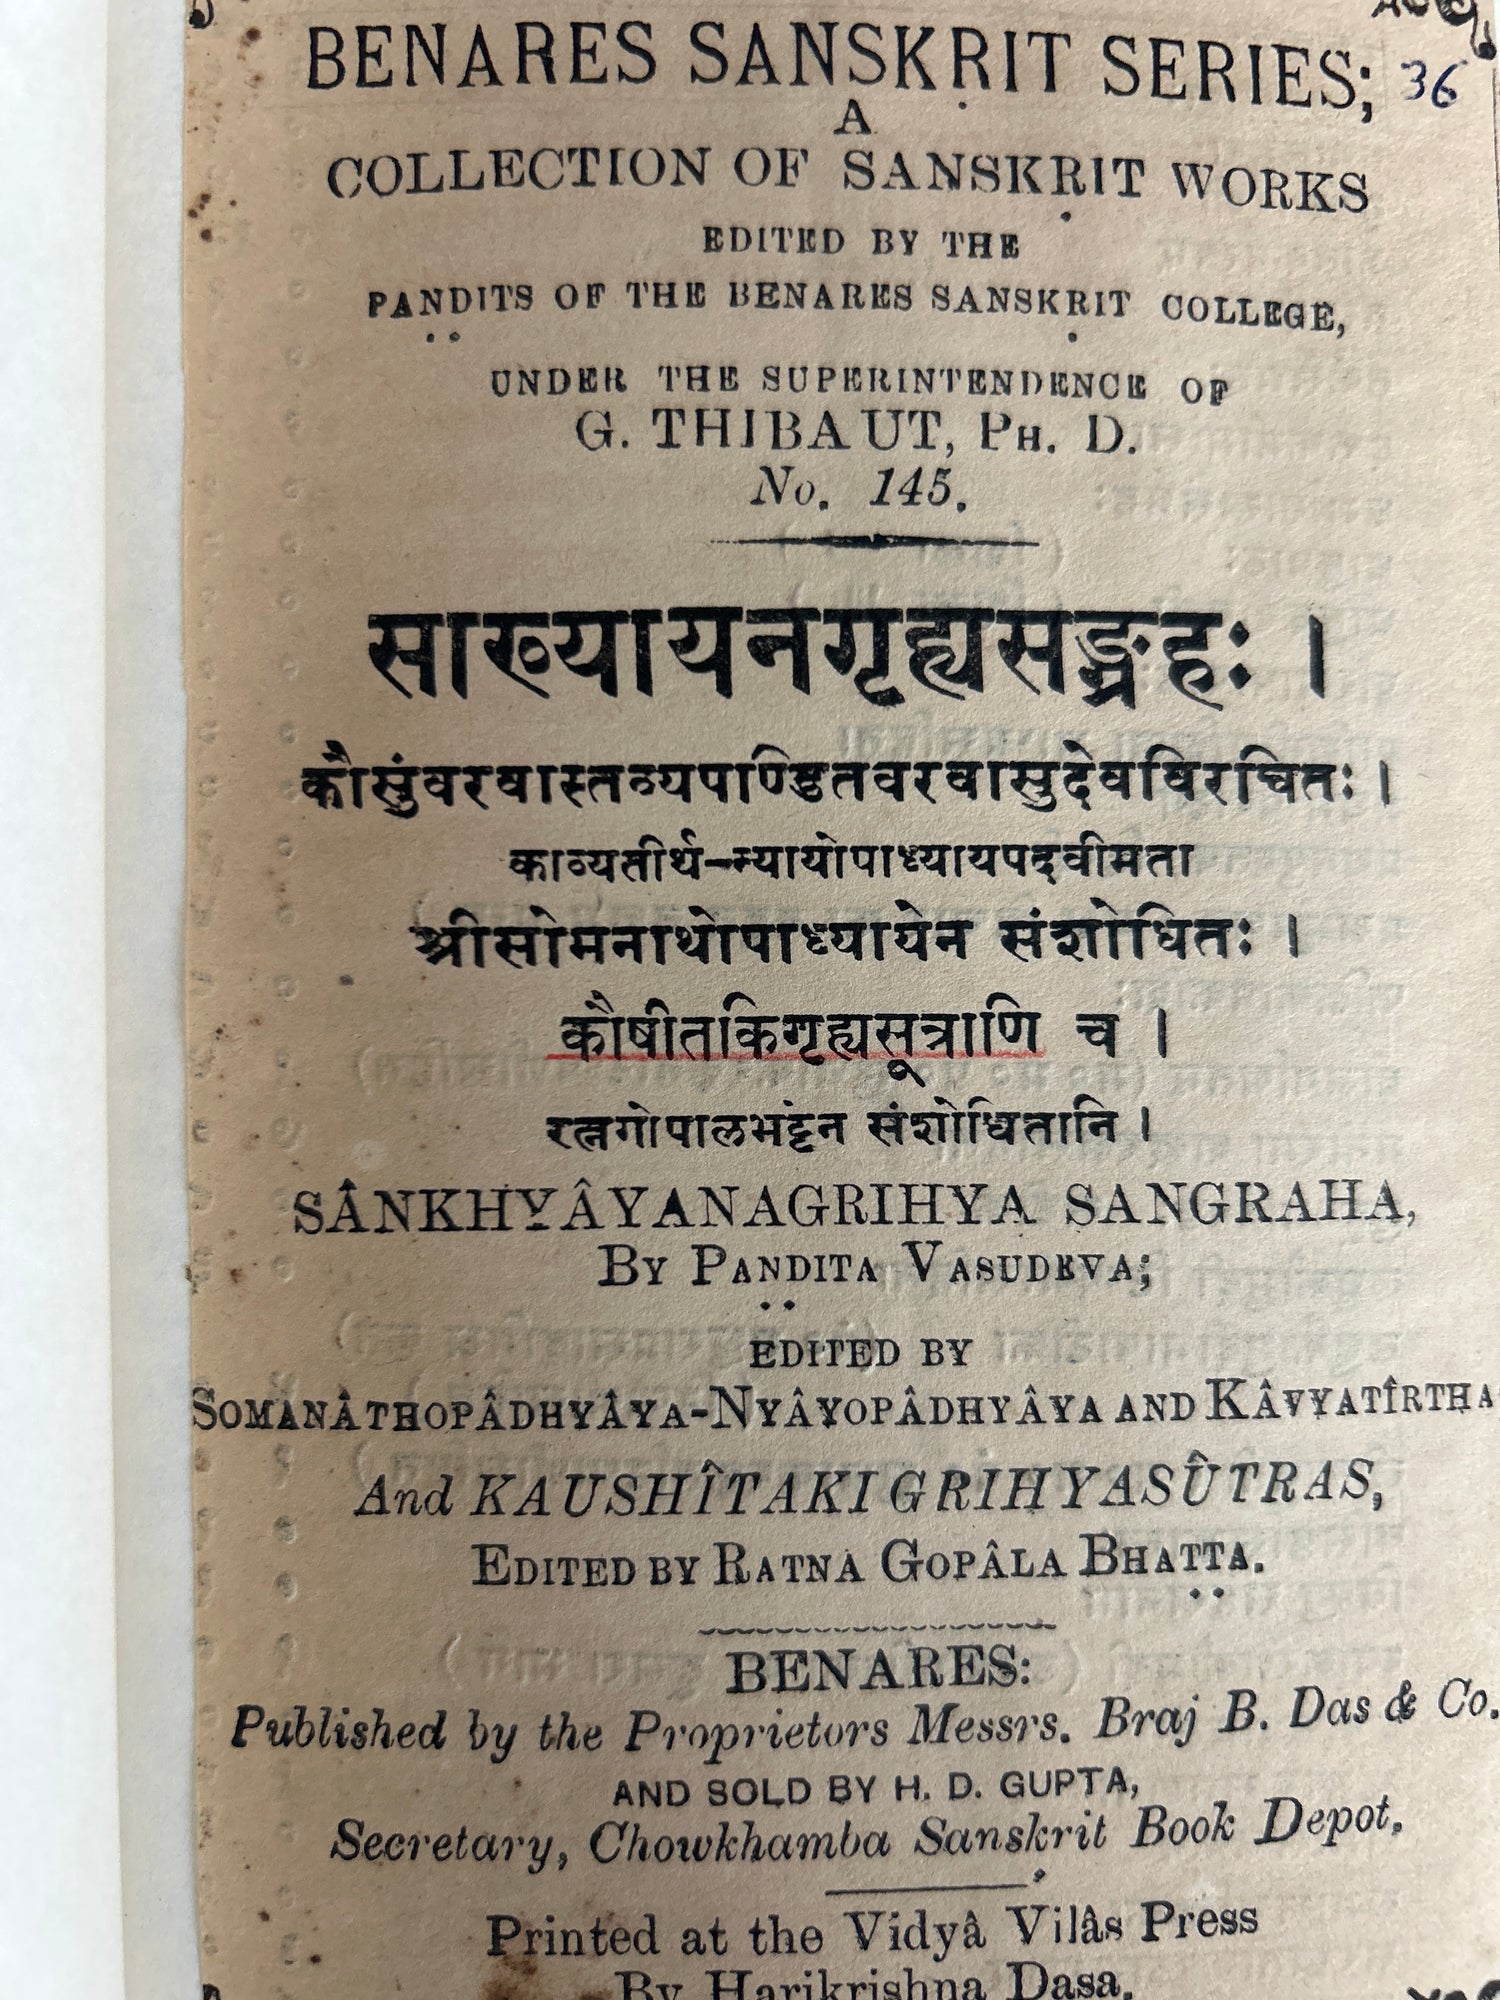 BENARES SANSKRIT SERIES; 36
A
COLLECTION OF SANSKRIT WORKS
EDITED BY THE
PANDITS OF THE BENARES SANSKRIT COLLEGE,
UNDER THE SUPERINTENDENCE OF
G. THIBAUT, PH. D.
No. 145.
साख्यायनगृह्यसङ्ग्रहः ।
कौसुंवरवास्तव्यपाण्डितवरवासुदेवविरचितः ।
काव्यतीर्थ-न्यायोपाध्यायपदवीमता
श्रीसोमनाथोपाध्यायेन संशोधितः ।
कौषीतकिगृह्यसूत्राणि च ।
रत्नगोपालभट्टेन संशोधितानि ।
SÂNKHYÂYANAGRIHYA SANGRAHA,
BY PANDITA VASUDEVA;
EDITED BY
SOMANÂTHOPÂDHYÂYA-NYÂYOPÂDHYÂYA AND KÂVYATÎRTHA
And KAUSHÎTAKI GRIHYASÛTRAS,
EDITED BY RATNA GOPÂLA BHATTA.
BENARES:
Published by the Proprietors Messrs. Braj B. Das & Co.
AND SOLD BY H. D. GUPTA,
Secretary, Chowkhamba Sanskrit Book Depot.
Printed at the Vidyâ Vilâs Press
By Harikrishna Dasa.